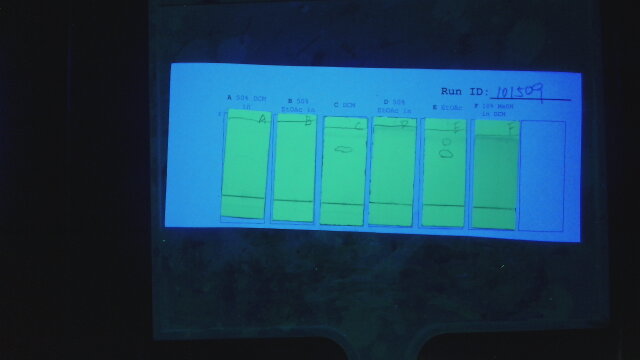 Run ID: 101509
A 50% DCM in
B 50% EtOAc in
C DCM
D 50% EtOAc in
E EtOAc
F 10% MeOH in DCM
A
B
C
D
E
F